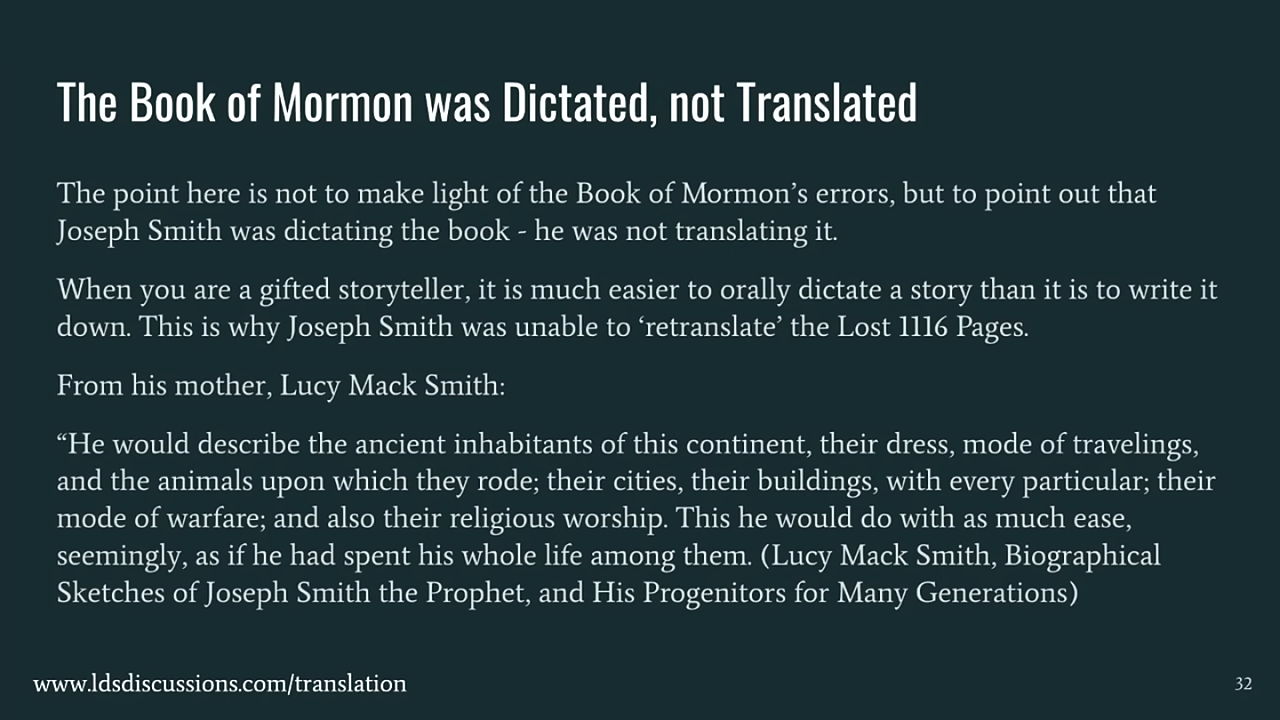 The Book of Mormon was Dictated, not Translated
The point here is not to make light of the Book of Mormon’s errors, but to point out that
Joseph Smith was dictating the book - he was not translating it.
When you are a gifted storyteller, it is much easier to orally dictate a story than it is to write it
down. This is why Joseph Smith was unable to ‘retranslate’ the Lost 1116 Pages.
From his mother, Lucy Mack Smith:
“He would describe the ancient inhabitants of this continent, their dress, mode of travelings,
and the animals upon which they rode; their cities, their buildings, with every particular; their
mode of warfare; and also their religious worship. This he would do with as much ease,
seemingly, as if he had spent his whole life among them. (Lucy Mack Smith, Biographical
Sketches of Joseph Smith the Prophet, and His Progenitors for Many Generations)
www.ldsdiscussions.com/translation
32